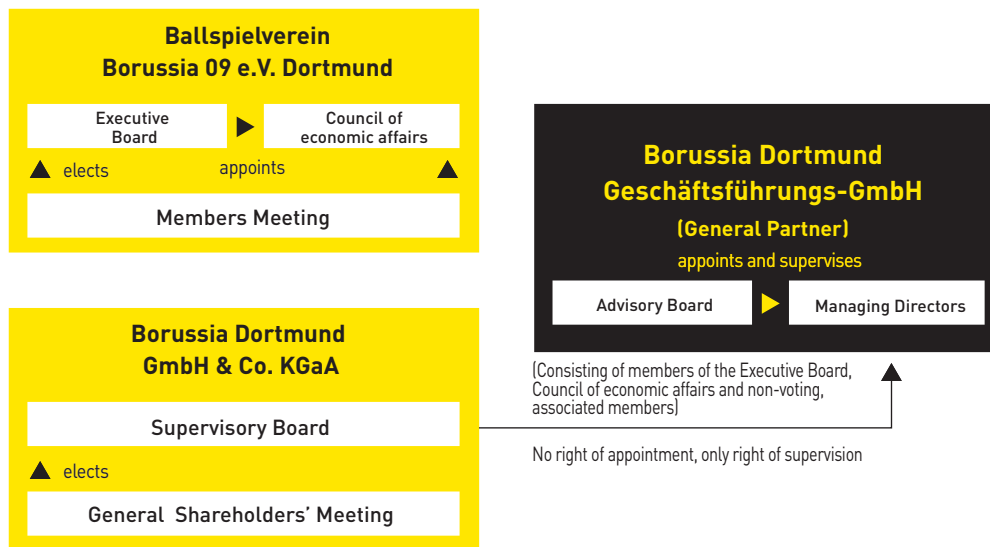 Ballspielverein
Borussia 09 e.V. Dortmund
Executive
Board
Council of
economic affairs
elects
appoints
Members Meeting
Borussia Dortmund
Geschäftsführungs-GmbH
(General Partner)
appoints and supervises
Advisory Board
Managing Directors
(Consisting of members of the Executive Board,
Council of economic affairs and non-voting,
associated members)
No right of appointment, only right of supervision
Borussia Dortmund
GmbH & Co. KGaA
Supervisory Board
elects
General Shareholders' Meeting